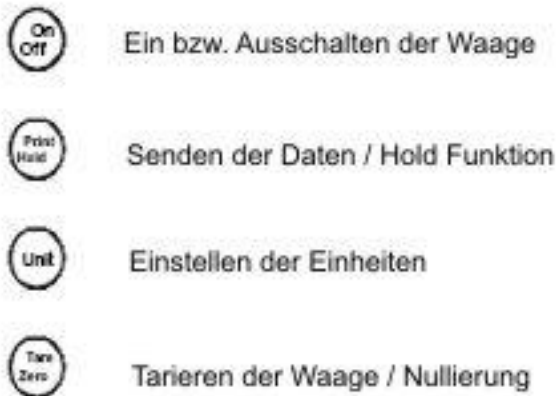 On
Off
Ein bzw. Ausschalten der Waage
Print
Hold
Senden der Daten / Hold Funktion
Unit
Einstellen der Einheiten
Tare
Zero
Tarieren der Waage / Nullierung